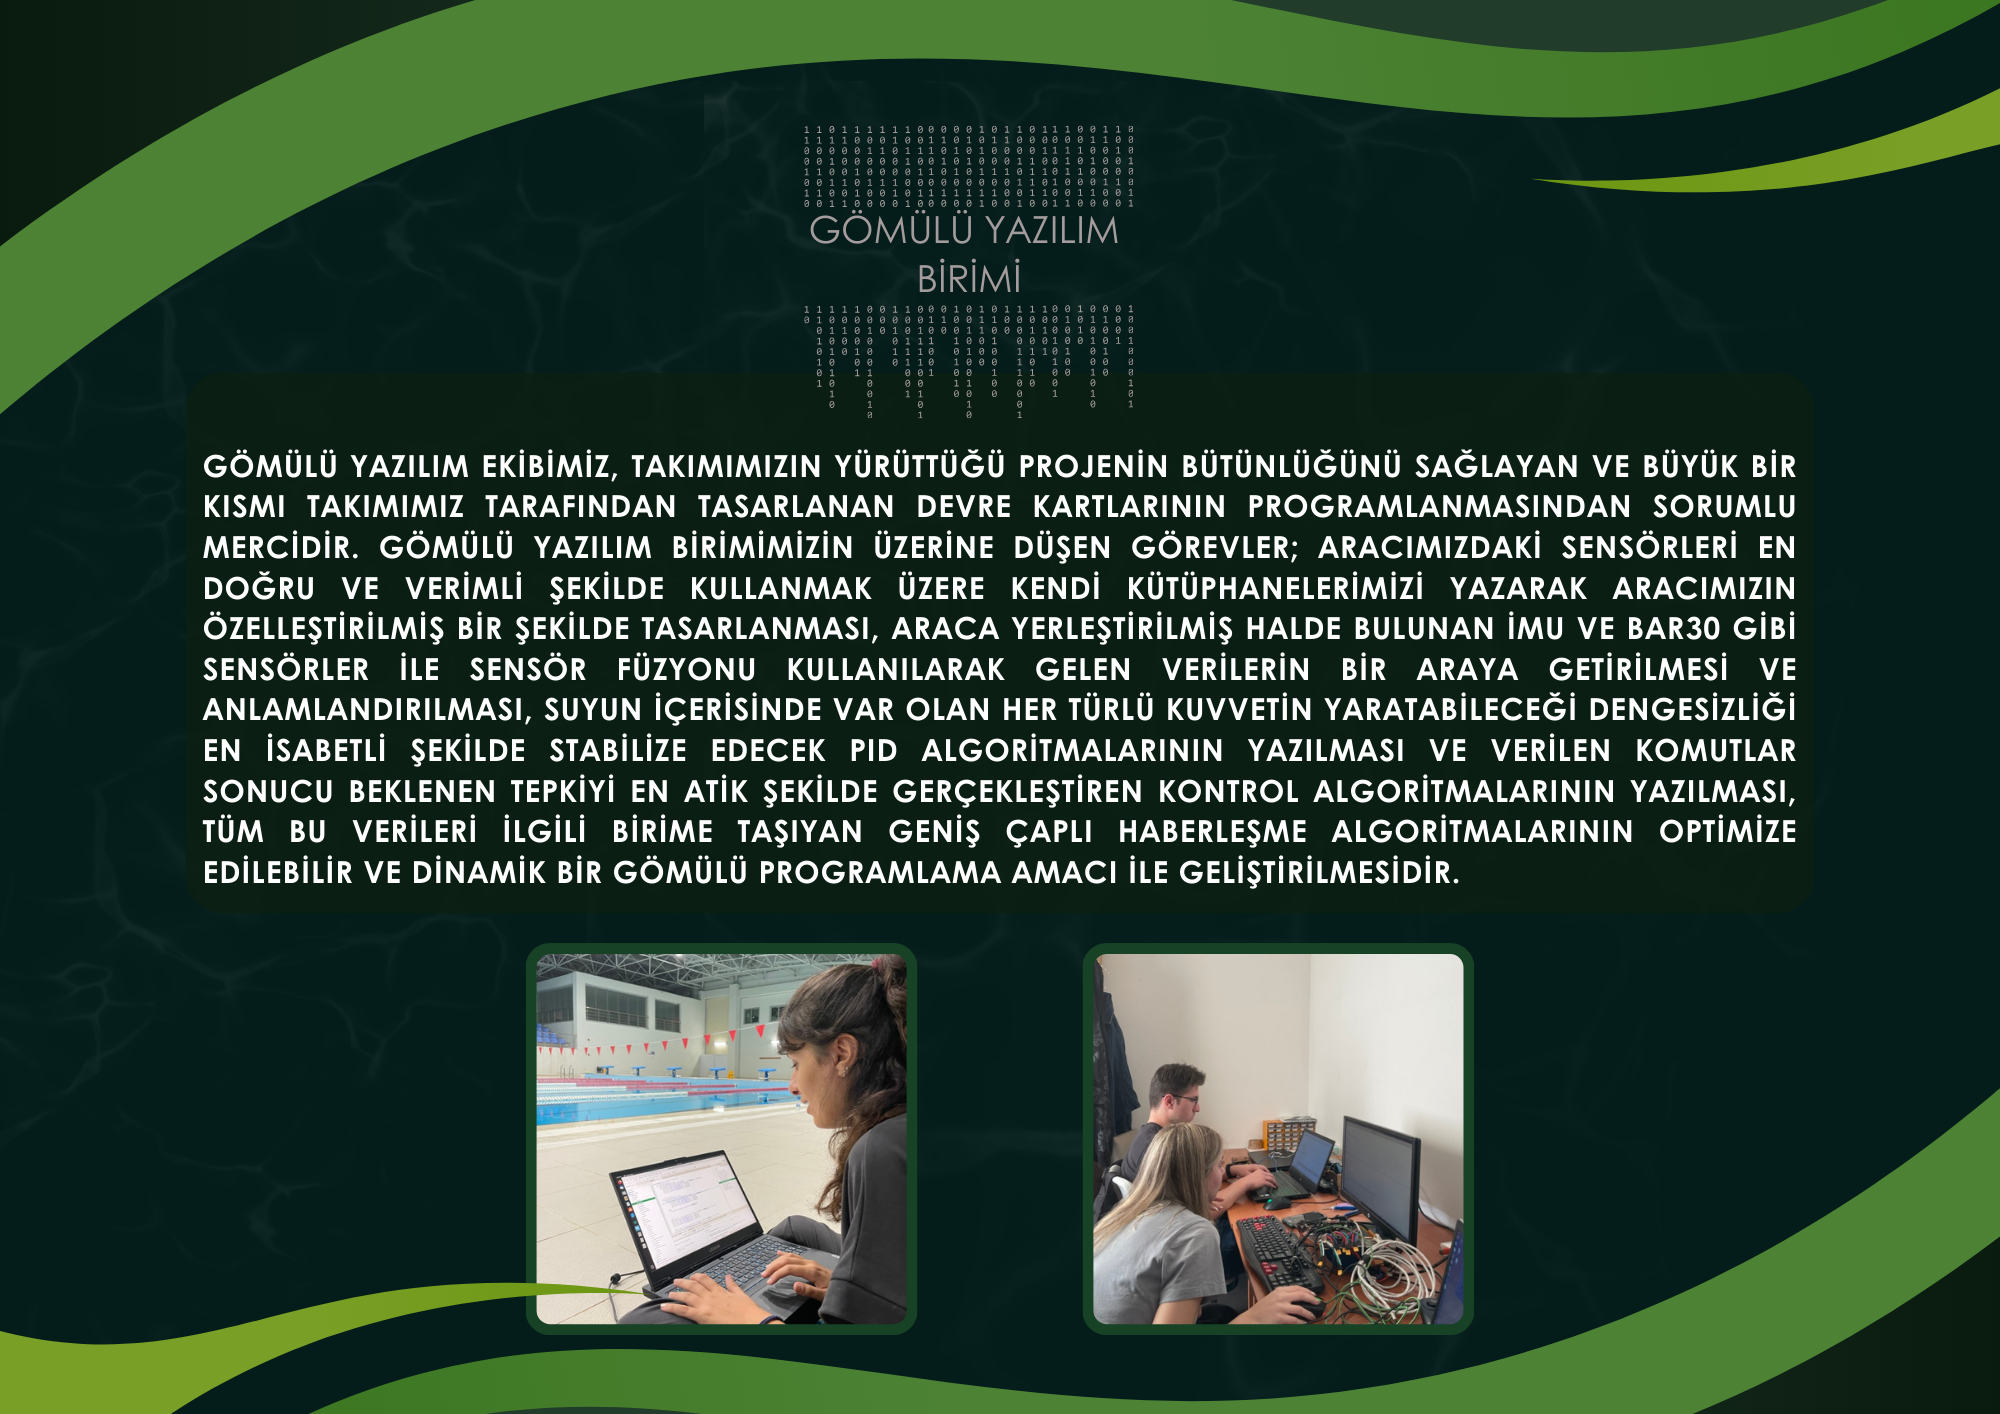 GÖMÜLÜ YAZILIM
BİRİMİ
GÖMÜLÜ YAZILIM EKİBİMİZ, TAKIMIMIZIN YÜRÜTTÜĞÜ PROJENİN BÜTÜNLÜĞÜNÜ SAĞLAYAN VE BÜYÜK BİR
KISMI TAKIMIMIZ TARAFINDAN TASARLANAN DEVRE KARTLARININ PROGRAMLANMASINDAN SORUMLU
MERCİDİR. GÖMÜLÜ YAZILIM BİRİMİMİZİN ÜZERİNE DÜŞEN GÖREVLER; ARACIMIZDAKİ SENSÖRLERİ EN
DOĞRU VE VERİMLİ ŞEKİLDE KULLANMAK ÜZERE KENDİ KÜTÜPHANELERİMİZİ YAZARAK ARACIMIZIN
ÖZELLEŞTİRİLMİŞ BİR ŞEKİLDE TASARLANMASI, ARACA YERLEŞTİRİLMİŞ HALDE BULUNAN İMU VE BAR30 GİBİ
SENSÖRLER İLE SENSÖR FÜZYONU KULLANILARAK GELEN VERİLERİN BİR ARAYA GETİRİLMESİ VE
ANLAMLANDIRILMASI, SUYUN İÇERİSİNDE VAR OLAN HER TÜRLÜ KUVVETİN YARATABİLECEĞİ DENGESİZLİĞİ
EN İSABETLİ ŞEKİLDE STABİLİZE EDECEK PID ALGORİTMALARININ YAZILMASI VE VERİLEN KOMUTLAR
SONUCU BEKLENEN TEPKİYİ EN ATİK ŞEKİLDE GERÇEKLEŞTİREN KONTROL ALGORİTMALARININ YAZILMASI,
TÜM BU VERİLERİ İLGİLİ BİRİME TAŞIYAN GENİŞ ÇAPLI HABERLEŞME ALGORİTMALARININ OPTİMİZE
EDİLEBİLİR VE DİNAMİK BİR GÖMÜLÜ PROGRAMLAMA AMACI İLE GELİŞTİRİLMESİDİR.